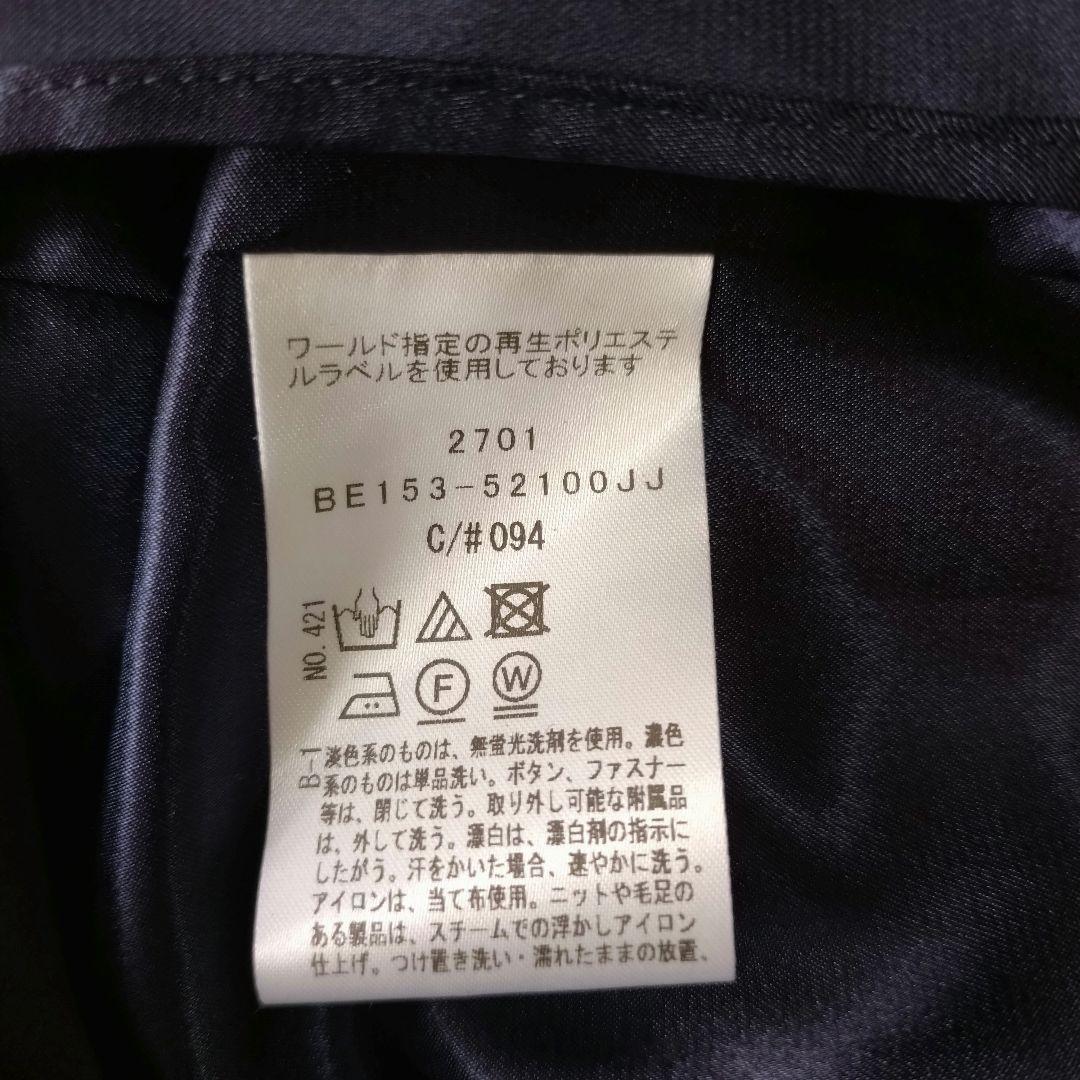 ワールド指定の再生ポリエステ
ルラベルを使用しております
2701
BE153-52100JJ
C/#094
NO. 421
F
W
B-1
淡色系のものは、無蛍光洗剤を使用。濃色
系のものは単品洗い。ボタン、ファスナー
等は、閉じて洗う。取り外し可能な附属品
は、外して洗う。漂白は、漂白剤の指示に
したがう。汗をかいた場合、速やかに洗う。
アイロンは、当て布使用。ニットや毛足の
ある製品は、スチームでの浮かしアイロン
仕上げ。つけ置き洗い・濡れたままの放置、